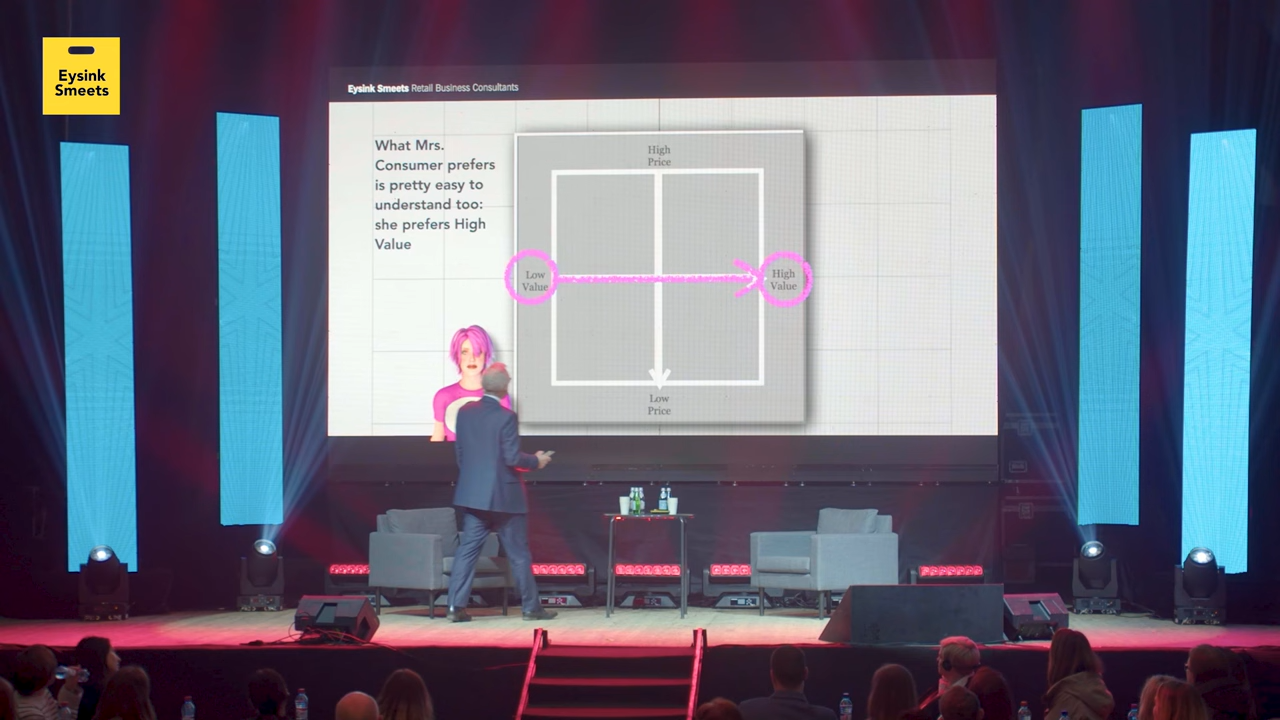 Eysink
Smeets
Eysink Smeets Retail Business Consultants
What Mrs.
Consumer prefers
is pretty easy to
understand too:
she prefers High
Value
High
Price
Low
Value
High
Value
Low
Price